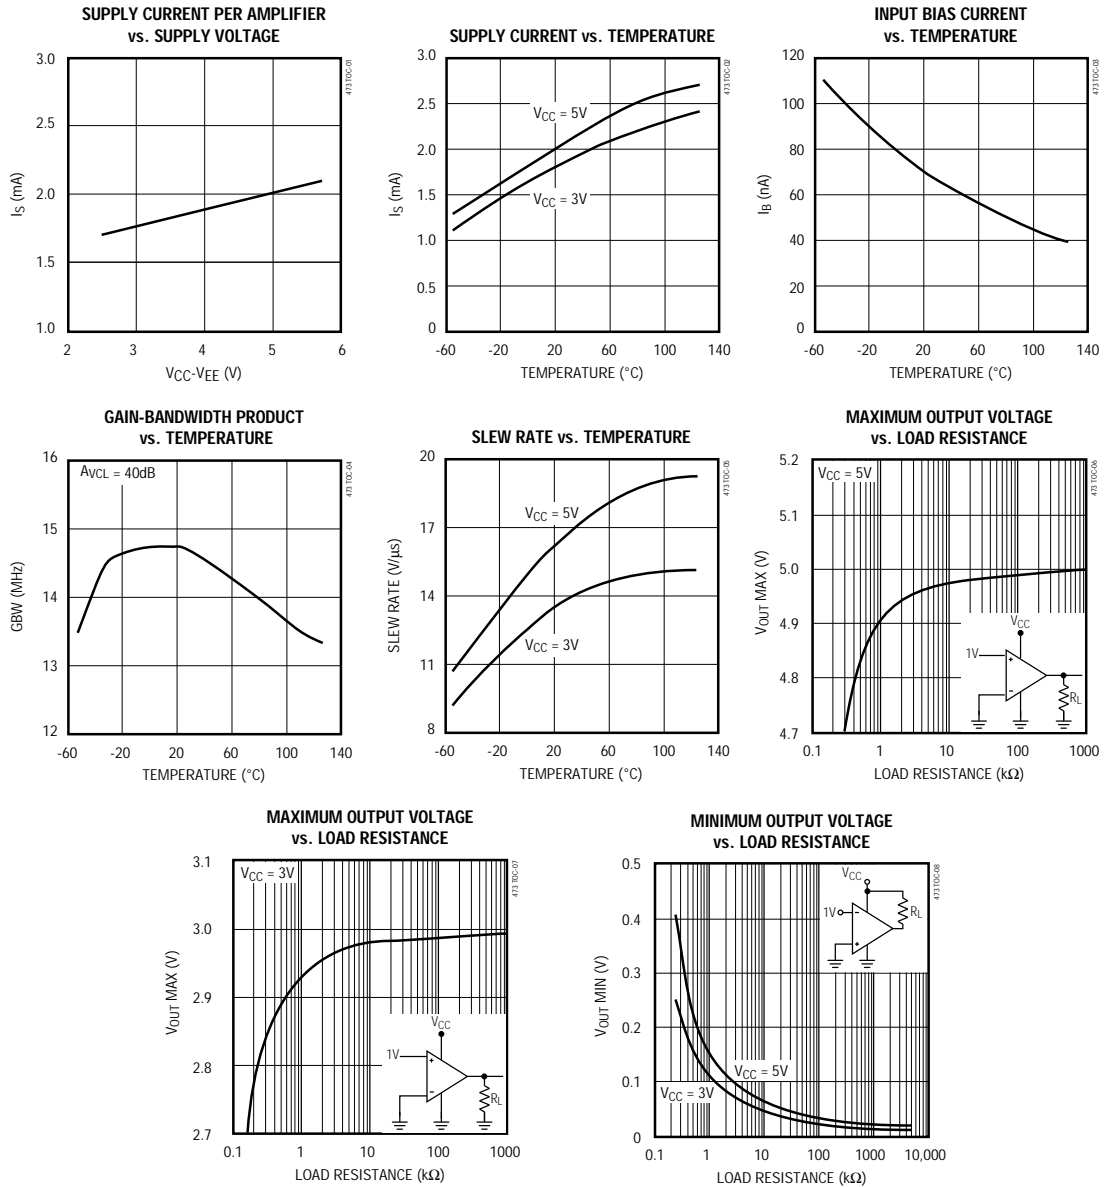 SUPPLY CURRENT PER AMPLIFIER
vs. SUPPLY VOLTAGE
3.0
2.5
2.0
1.5
1.0
IS (mA)
2 3 4 5 6
VCC-VEE (V)
473 TOC-01
SUPPLY CURRENT vs. TEMPERATURE
3.0
2.5
2.0
1.5
1.0
0.5
0
IS (mA)
VCC = 5V
VCC = 3V
-60 -20 20 60 100 140
TEMPERATURE (°C)
473 TOC-02
INPUT BIAS CURRENT
vs. TEMPERATURE
120
100
80
60
40
20
0
IB (nA)
-60 -20 20 60 100 140
TEMPERATURE (°C)
473 TOC-03
GAIN-BANDWIDTH PRODUCT
vs. TEMPERATURE
16
15
14
13
12
GBW (MHz)
AVCL = 40dB
-60 -20 20 60 100 140
TEMPERATURE (°C)
473 TOC-04
SLEW RATE vs. TEMPERATURE
20
17
14
11
8
SLEW RATE (V/µs)
VCC = 5V
VCC = 3V
-60 -20 20 60 100 140
TEMPERATURE (°C)
473 TOC-05
MAXIMUM OUTPUT VOLTAGE
vs. LOAD RESISTANCE
5.2
5.1
5.0
4.9
4.8
4.7
VOUT MAX (V)
VCC = 5V
VCC
1V
+
-
RL
0.1 1 10 100 1000
LOAD RESISTANCE (kΩ)
473 TOC-06
MAXIMUM OUTPUT VOLTAGE
vs. LOAD RESISTANCE
3.1
3.0
2.9
2.8
2.7
VOUT MAX (V)
VCC = 3V
VCC
1V
+
-
RL
0.1 1 10 100 1000
LOAD RESISTANCE (kΩ)
473 TOC-07
MINIMUM OUTPUT VOLTAGE
vs. LOAD RESISTANCE
0.5
0.4
0.3
0.2
0.1
0
VOUT MIN (V)
VCC
1V
-
+
RL
VCC = 5V
VCC = 3V
0.1 1 10 100 1000 10,000
LOAD RESISTANCE (kΩ)
473 TOC-08